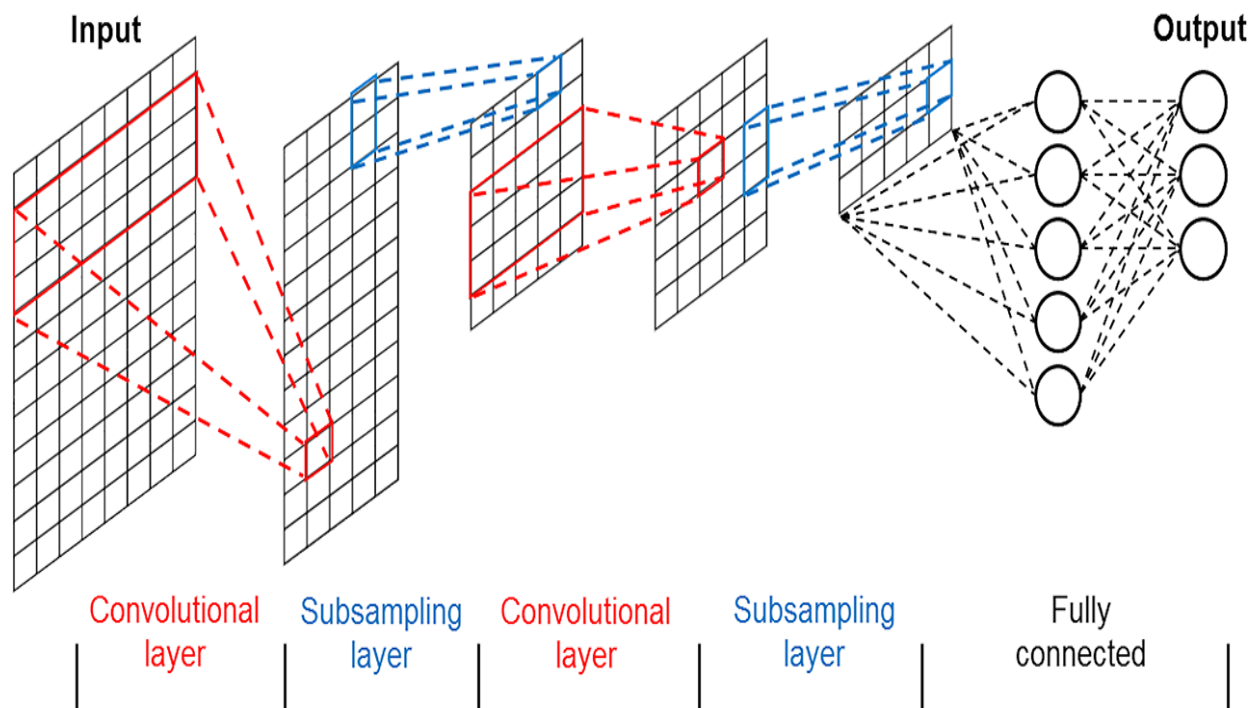 Input
Output
Convolutional
layer
Subsampling
layer
Convolutional
layer
Subsampling
layer
Fully
connected